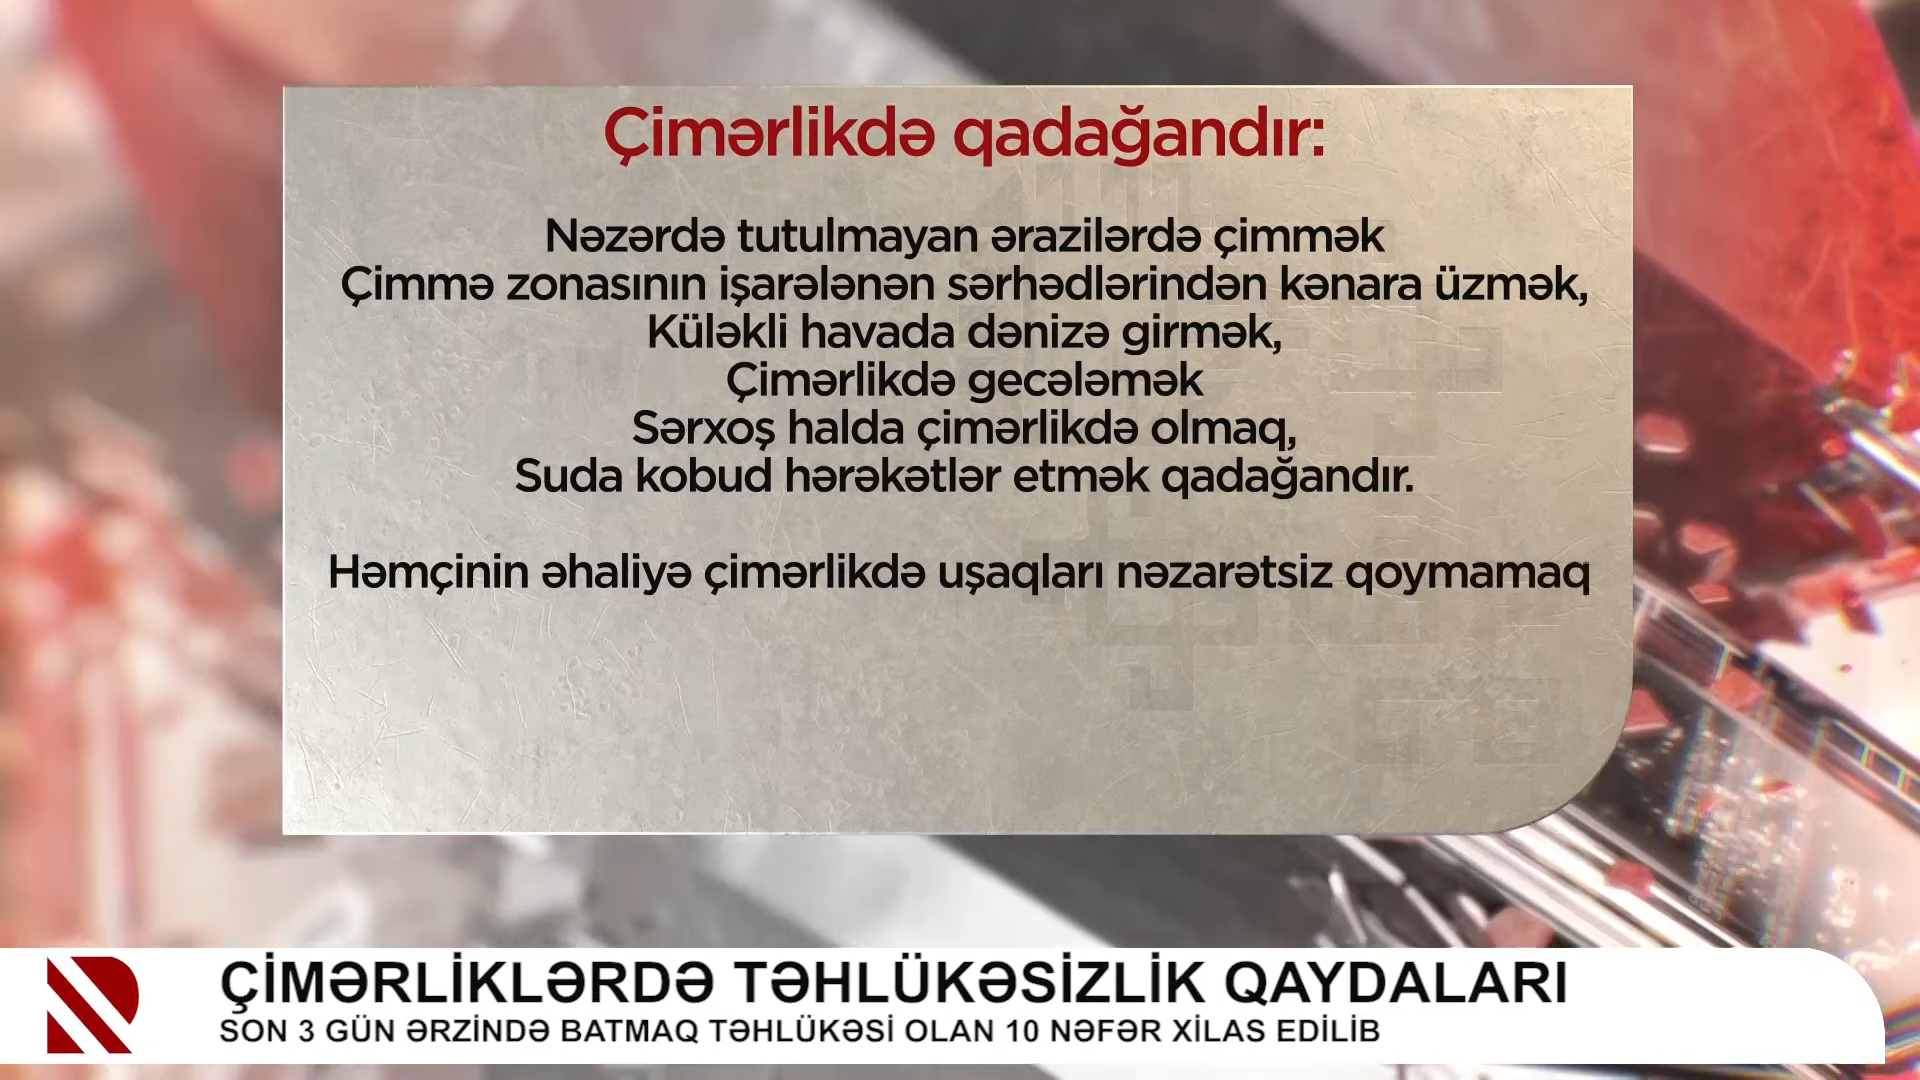 Çimərlikdə qadağandır:
Nəzərdə tutulmayan ərazilərdə çimmək
Çimmə zonasının işarələnən sərhədlərindən kənara üzmək,
Küləkli havada dənizə girmək,
Çimərlikdə gecələmək
Sərxoş halda çimərlikdə olmaq,
Suda kobud hərəkətlər etmək qadağandır.
Həmçinin əhaliyə çimərlikdə uşaqları nəzarətsiz qoymamaq
ÇİMƏRLİKLƏRDƏ TƏHLÜKƏSİZLİK QAYDALARI
SON 3 GÜN ƏRZİNDƏ BATMAQ TƏHLÜKƏSİ OLAN 10 NƏFƏR XİLAS EDİLİB